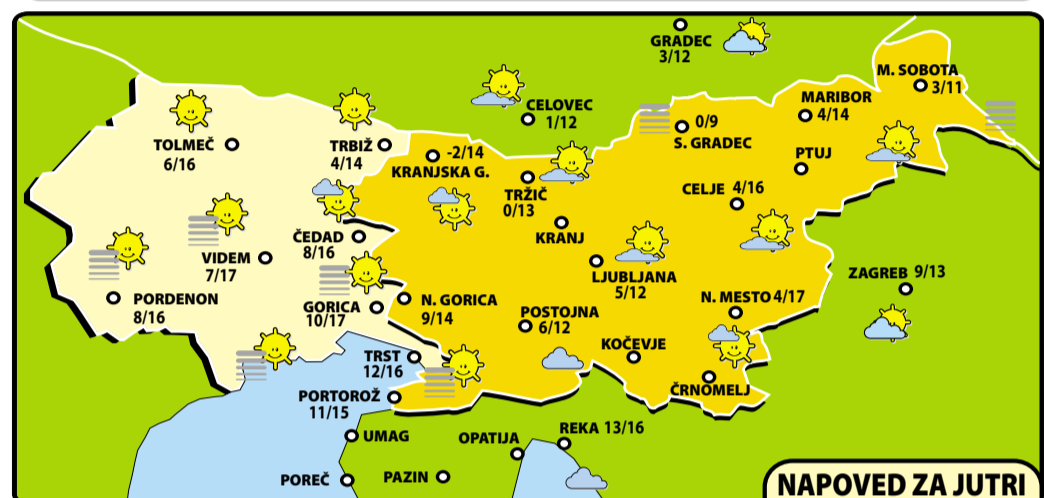 GRADEC
3/12
M. SOBOTA
3/11
CELOVEC
1/12
MARIBOR
4/14
0/9
S. GRADEC
TOLMEČ
6/16
TRBIŽ
4/14
-2/14
KRANJSKA G.
PTUJ
TRŽIČ
0/13
CELJE 4/16
KRANJ
ČEDAD
8/16
VIDEM
7/17
LJUBLJANA
5/12
ZAGREB 9/13
PORDENON
8/16
GORICA
10/17
N. GORICA
9/14
N. MESTO 4/17
POSTOJNA
6/12
KOČEVJE
TRST
12/16
ČRNOMELJ
PORTOROŽ
11/15
UMAG
OPATIJA
REKA 13/16
POREČ
PAZIN
NAPOVED ZA JUTRI